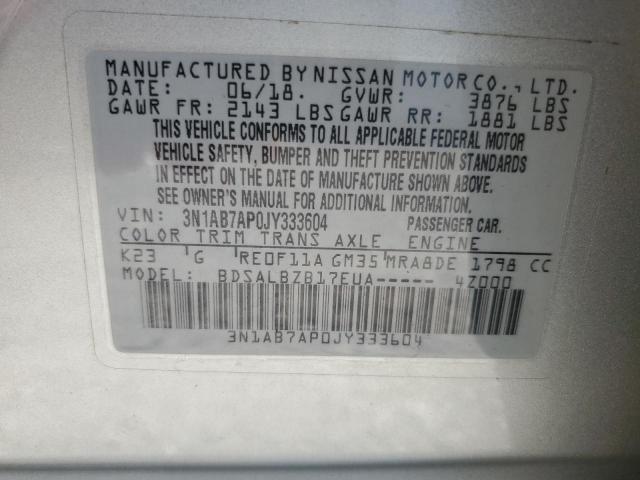 MANUFACTURED BY NISSAN MOTOR CO., LTD.
DATE: 06/18. GVWR: 3876 LBS
GAWR FR: 2143 LBS GAWR RR: 1881 LBS
THIS VEHICLE CONFORMS TO ALL APPLICABLE FEDERAL MOTOR
VEHICLE SAFETY, BUMPER AND THEFT PREVENTION STANDARDS
IN EFFECT ON THE DATE OF MANUFACTURE SHOWN ABOVE.
SEE OWNER'S MANUAL FOR ADDITIONAL INFORMATION.
VIN: 3N1AB7AP0JY333604 PASSENGER CAR.
COLOR TRIM TRANS AXLE ENGINE
K23 G RE0F11A GM35 MRA8DE 1798 CC
MODEL: BDSALBZB17EUA----- 4Z000
3N1AB7AP0JY333604